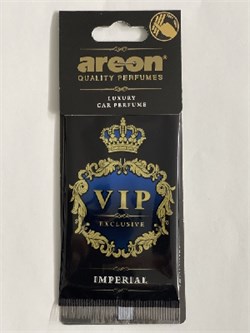 areon
QUALITY PERFUMES
LUXURY
CAR PERFUME
VIP
EXCLUSIVE
IMPERIAL